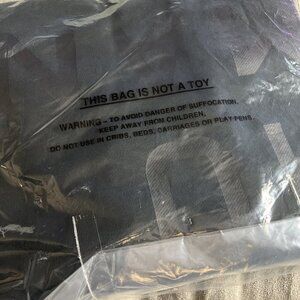 THIS BAG IS NOT A TOY
WARNING - TO AVOID DANGER OF SUFFOCATION,
KEEP AWAY FROM CHILDREN.
DO NOT USE IN CRIBS, BEDS, CARRIAGES OR PLAY PENS.